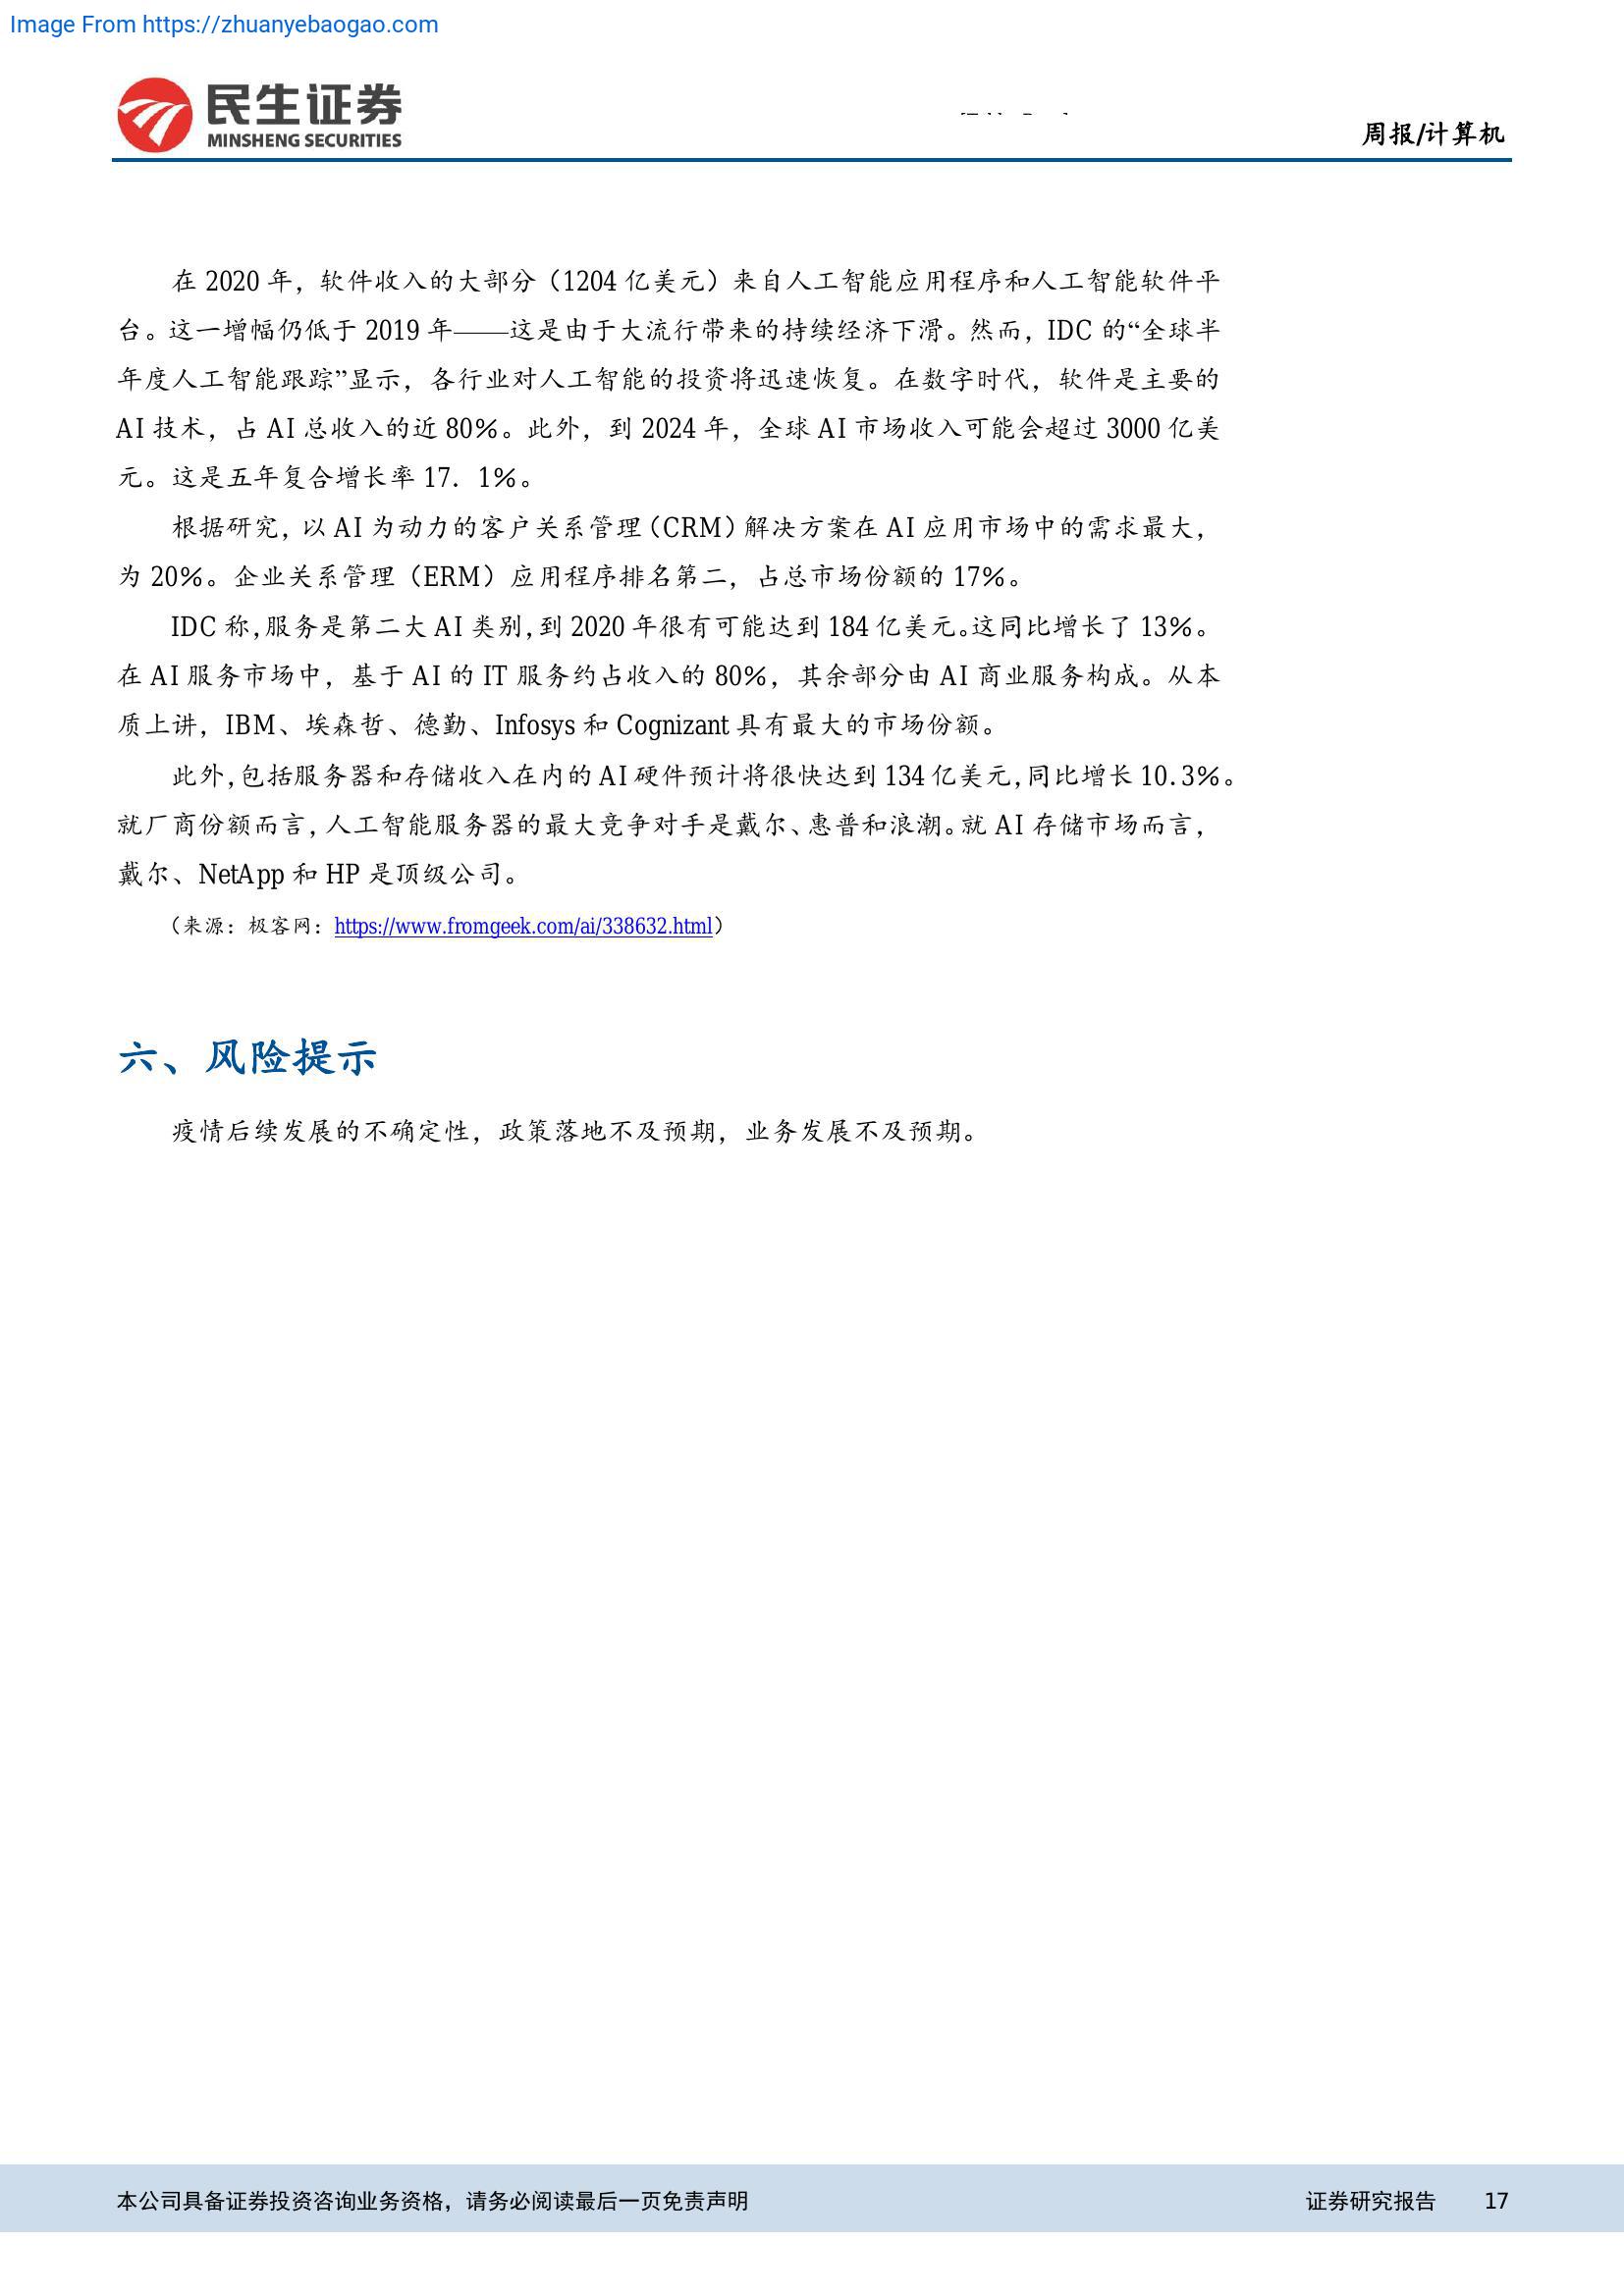 Image From https://zhuanyebaogao.com
民生证券
MINSHENG SECURITIES
周报/计算机
在 2020 年，软件收入的大部分（1204 亿美元）来自人工智能应用程序和人工智能软件平
台。这一增幅仍低于 2019 年——这是由于大流行带来的持续经济下滑。然而，IDC 的“全球半
年度人工智能跟踪”显示，各行业对人工智能的投资将迅速恢复。在数字时代，软件是主要的
AI 技术，占 AI 总收入的近 80%。此外，到 2024 年，全球 AI 市场收入可能会超过 3000 亿美
元。这是五年复合增长率 17．1%。
根据研究，以 AI 为动力的客户关系管理（CRM）解决方案在 AI 应用市场中的需求最大，
为 20%。企业关系管理（ERM）应用程序排名第二，占总市场份额的 17%。
IDC 称，服务是第二大 AI 类别，到 2020 年很有可能达到 184 亿美元。这同比增长了 13%。
在 AI 服务市场中，基于 AI 的 IT 服务约占收入的 80%，其余部分由 AI 商业服务构成。从本
质上讲，IBM、埃森哲、德勤、Infosys 和 Cognizant 具有最大的市场份额。
此外，包括服务器和存储收入在内的 AI 硬件预计将很快达到 134 亿美元，同比增长 10.3%。
就厂商份额而言，人工智能服务器的最大竞争对手是戴尔、惠普和浪潮。就 AI 存储市场而言，
戴尔、NetApp 和 HP 是顶级公司。
（来源：极客网：https://www.fromgeek.com/ai/338632.html）
六、风险提示
疫情后续发展的不确定性，政策落地不及预期，业务发展不及预期。
本公司具备证券投资咨询业务资格，请务必阅读最后一页免责声明
证券研究报告 17